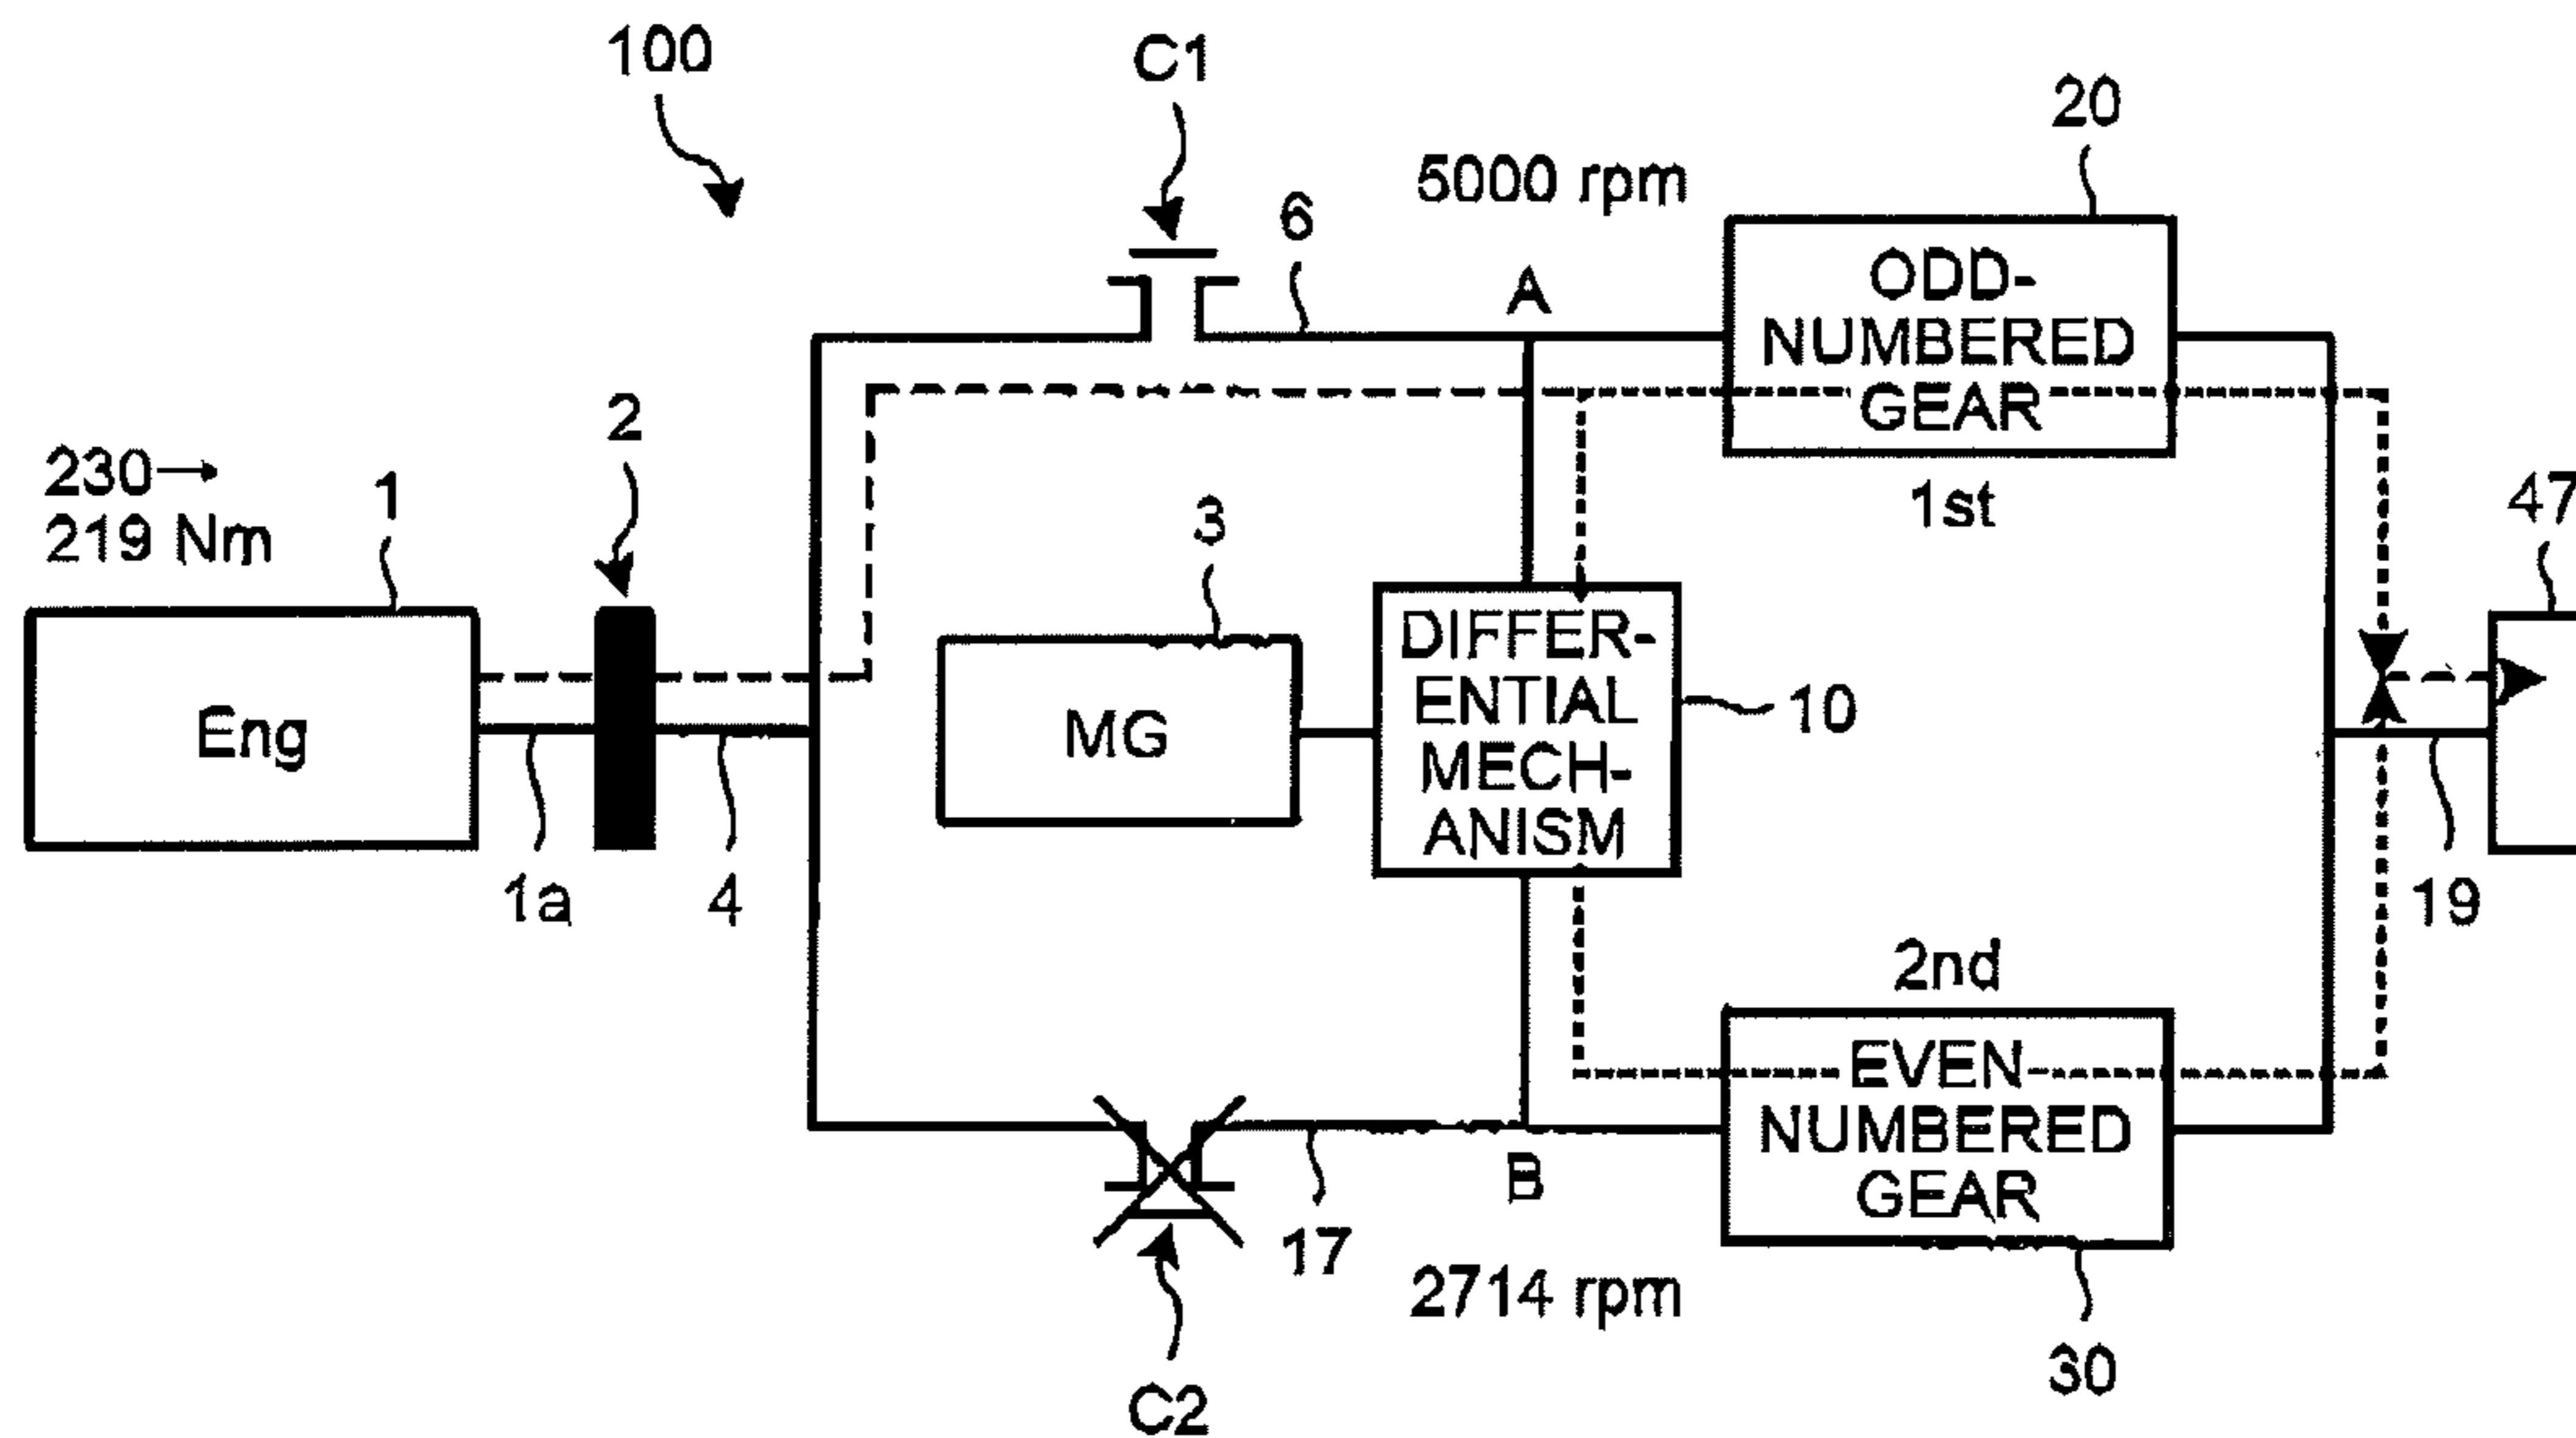 100
C1
20
5000 rpm
6
A
ODD-
NUMBERED
GEAR
1st
230→
219 Nm
1
2
3
47
Eng
MG
DIFFER-
ENTIAL
MECH-
ANISM
10
1a
4
19
2nd
EVEN-
NUMBERED
GEAR
B
17
2714 rpm
30
C2